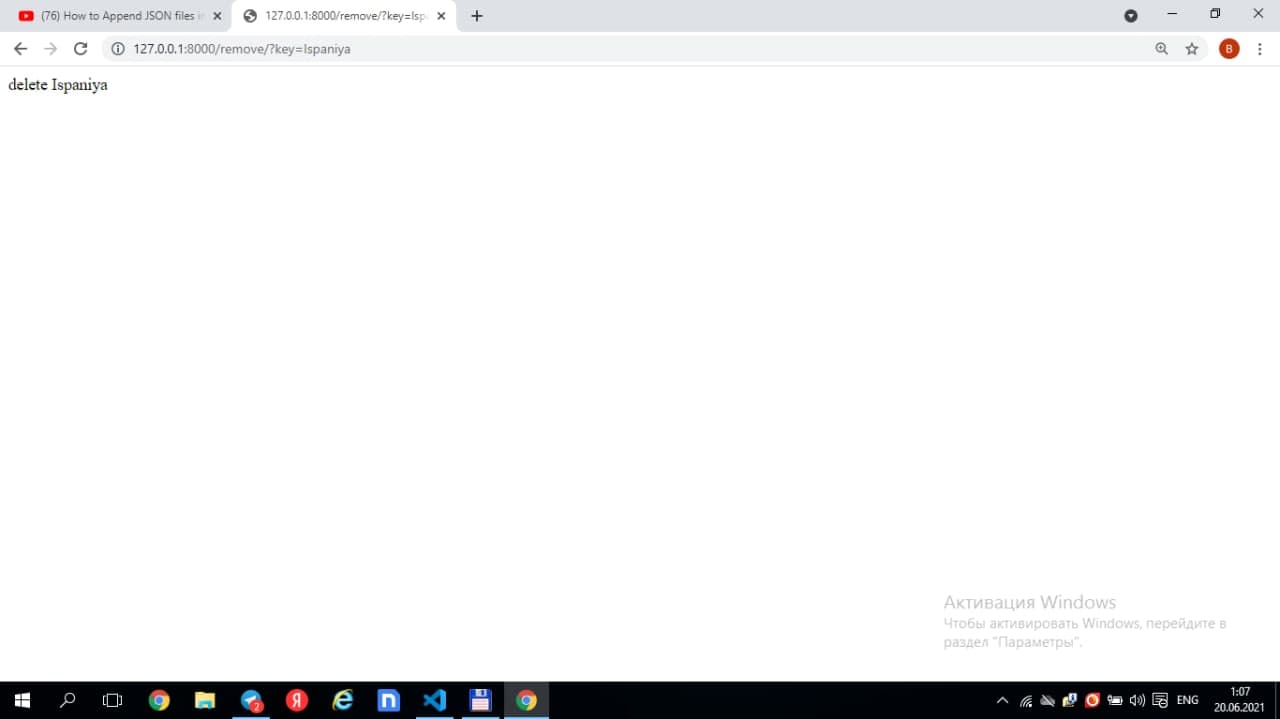 (76) How to Append JSON files i
127.0.0.1:8000/remove/?key=Isp
127.0.0.1:8000/remove/?key=Ispaniya
B
delete Ispaniya
Активация Windows
Чтобы активировать Windows, перейдите в
раздел "Параметры".
2
Я
n
ENG
1:07
20.06.2021